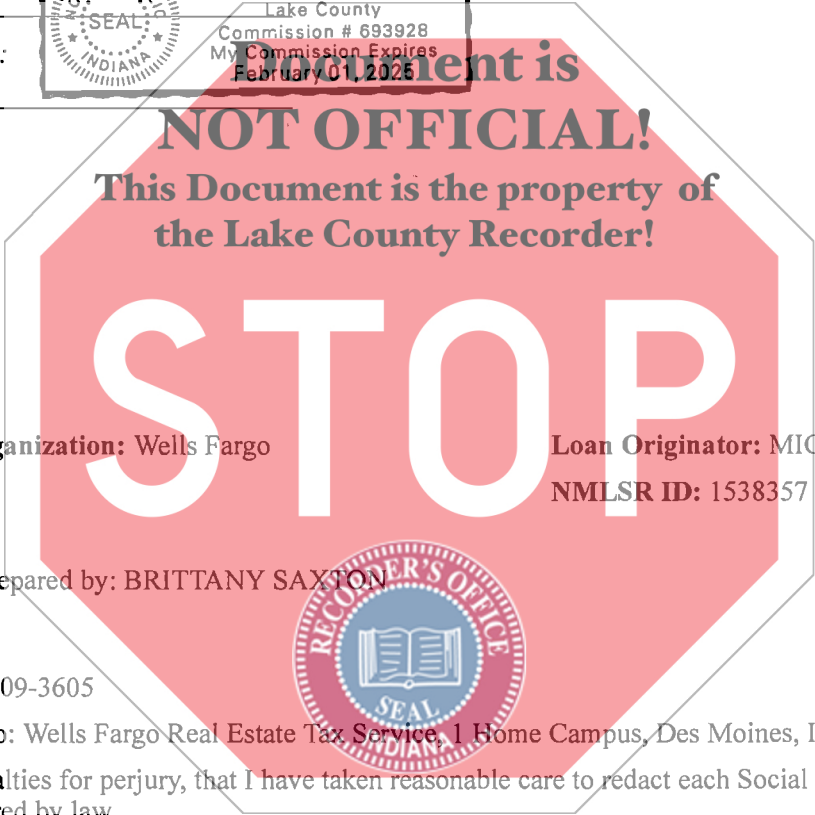 Lake County
SEAL
Commission # 693928
INDIANA
My Commission Expires
February 01, 2025
:
Document is
NOT OFFICIAL!
This Document is the property of
the Lake County Recorder!
STOP
ganization: Wells Fargo
Loan Originator: MIC
NMLSR ID: 1538357
epared by: BRITTANY SAXTON
RECORDER'S OFFICE
SEAL
INDIANA
09-3605
o: Wells Fargo Real Estate Tax Service, 1 Home Campus, Des Moines, I
alties for perjury, that I have taken reasonable care to redact each Social
ed by law